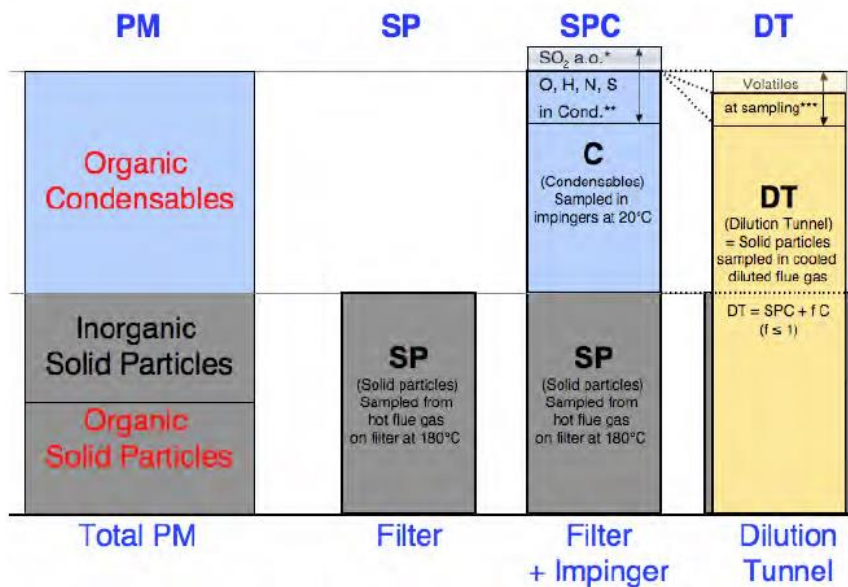 PM
SP
SPC
DT
Organic
Condensables
Inorganic
Solid Particles
Organic
Solid Particles
Total PM
SP
(Solid particles)
Sampled from
hot flue gas
on filter at 180°C
Filter
SO₂ a.o.*
O, H, N, S
in Cond.**
C
(Condensables)
Sampled in
impingers at 20°C
SP
(Solid particles)
Sampled from
hot flue gas
on filter at 180°C
Filter
+ Impinger
Volatiles
at sampling***
DT
(Dilution Tunnel)
= Solid particles
sampled in cooled
diluted flue gas
DT = SPC + f C
(f ≤ 1)
Dilution
Tunnel